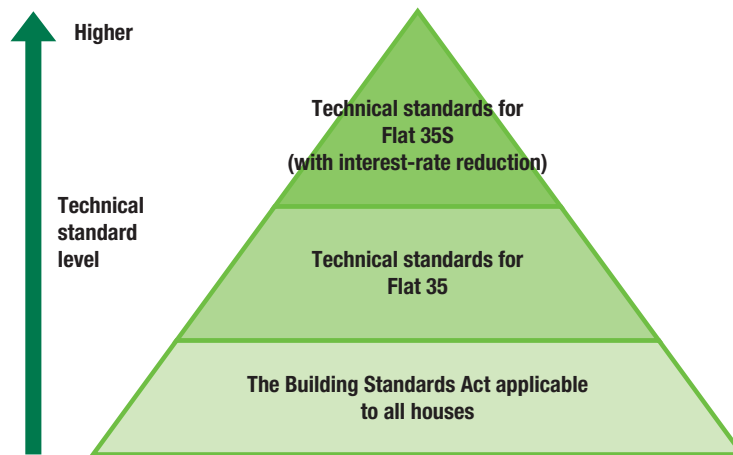 Higher
Technical
standard
level
Technical standards for
Flat 35S
(with interest-rate reduction)
Technical standards for
Flat 35
The Building Standards Act applicable
to all houses